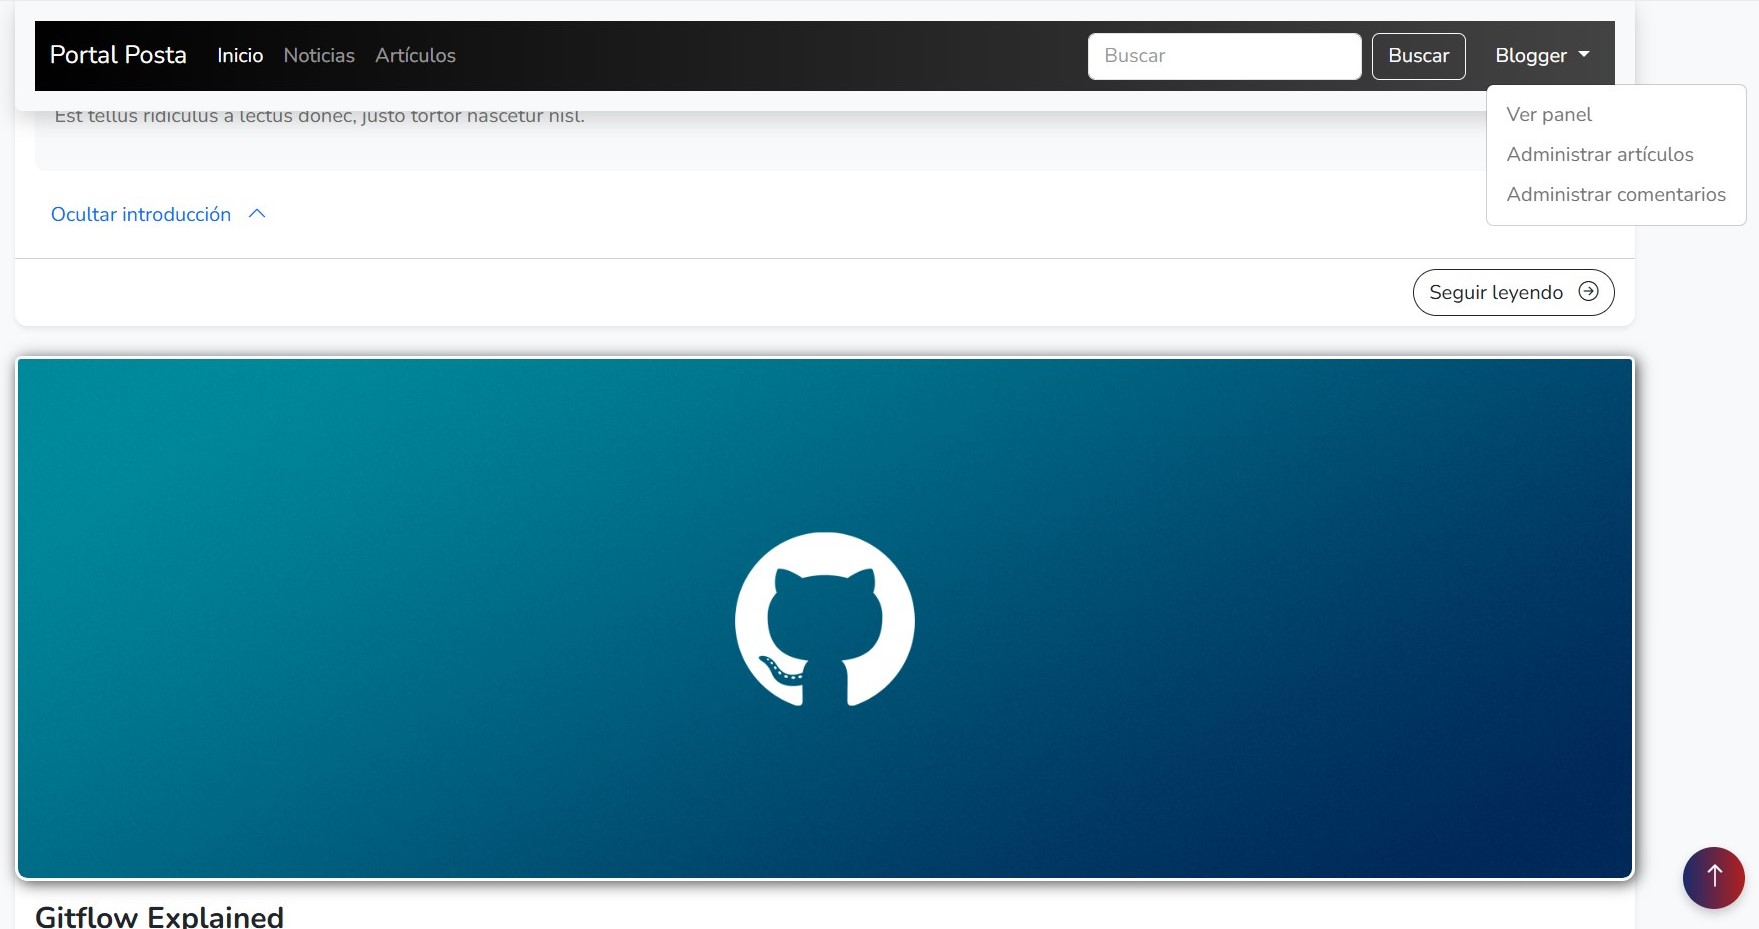 Portal Posta Inicio Noticias Artículos Buscar Buscar Blogger
Ver panel
Administrar artículos
Administrar comentarios
Est tellus ridiculus a lectus donec, justo tortor nascetur nisl.
Ocultar introducción
Seguir leyendo
Gitflow Explained